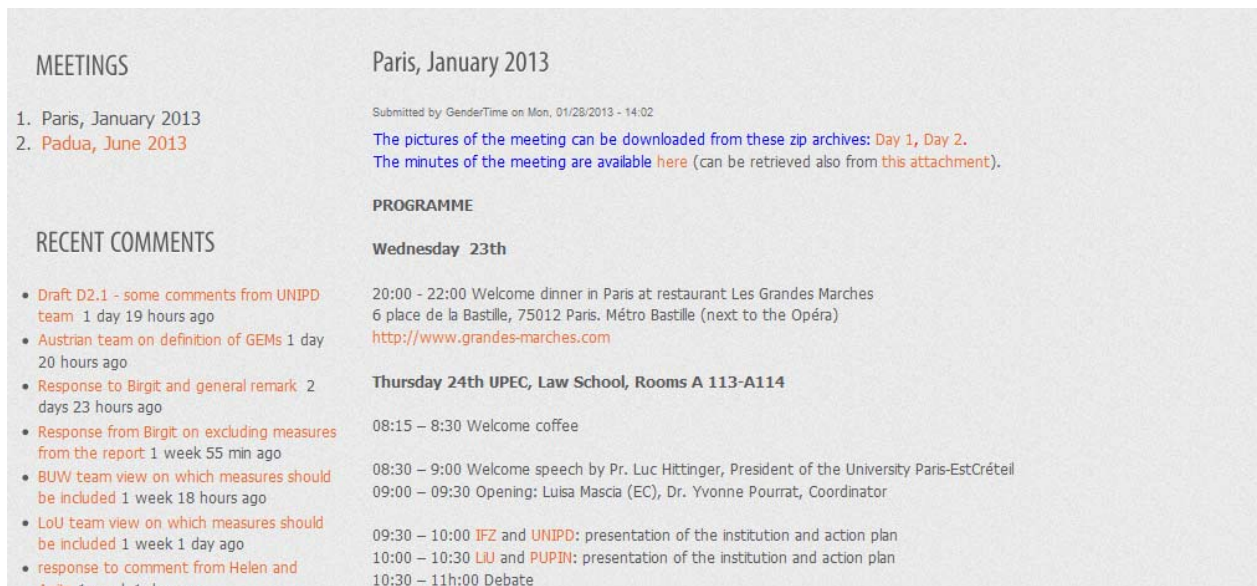 MEETINGS
1. Paris, January 2013
2. Padua, June 2013
RECENT COMMENTS
• Draft D2.1 - some comments from UNIPD
team 1 day 19 hours ago
• Austrian team on definition of GEMs 1 day
20 hours ago
• Response to Birgit and general remark 2
days 23 hours ago
• Response from Birgit on excluding measures
from the report 1 week 55 min ago
• BUW team view on which measures should
be included 1 week 18 hours ago
• LoU team view on which measures should
be included 1 week 1 day ago
• response to comment from Helen and
Paris, January 2013
Submitted by GenderTime on Mon, 01/28/2013 - 14:02
The pictures of the meeting can be downloaded from these zip archives: Day 1, Day 2.
The minutes of the meeting are available here (can be retrieved also from this attachment).
PROGRAMME
Wednesday 23th
20:00 - 22:00 Welcome dinner in Paris at restaurant Les Grandes Marches
6 place de la Bastille, 75012 Paris. Métro Bastille (next to the Opéra)
http://www.grandes-marches.com
Thursday 24th UPEC, Law School, Rooms A 113-A114
08:15 – 8:30 Welcome coffee
08:30 – 9:00 Welcome speech by Pr. Luc Hittinger, President of the University Paris-EstCréteil
09:00 – 09:30 Opening: Luisa Mascia (EC), Dr. Yvonne Pourrat, Coordinator
09:30 – 10:00 IFZ and UNIPD: presentation of the institution and action plan
10:00 – 10:30 LiU and PUPIN: presentation of the institution and action plan
10:30 – 11h:00 Debate